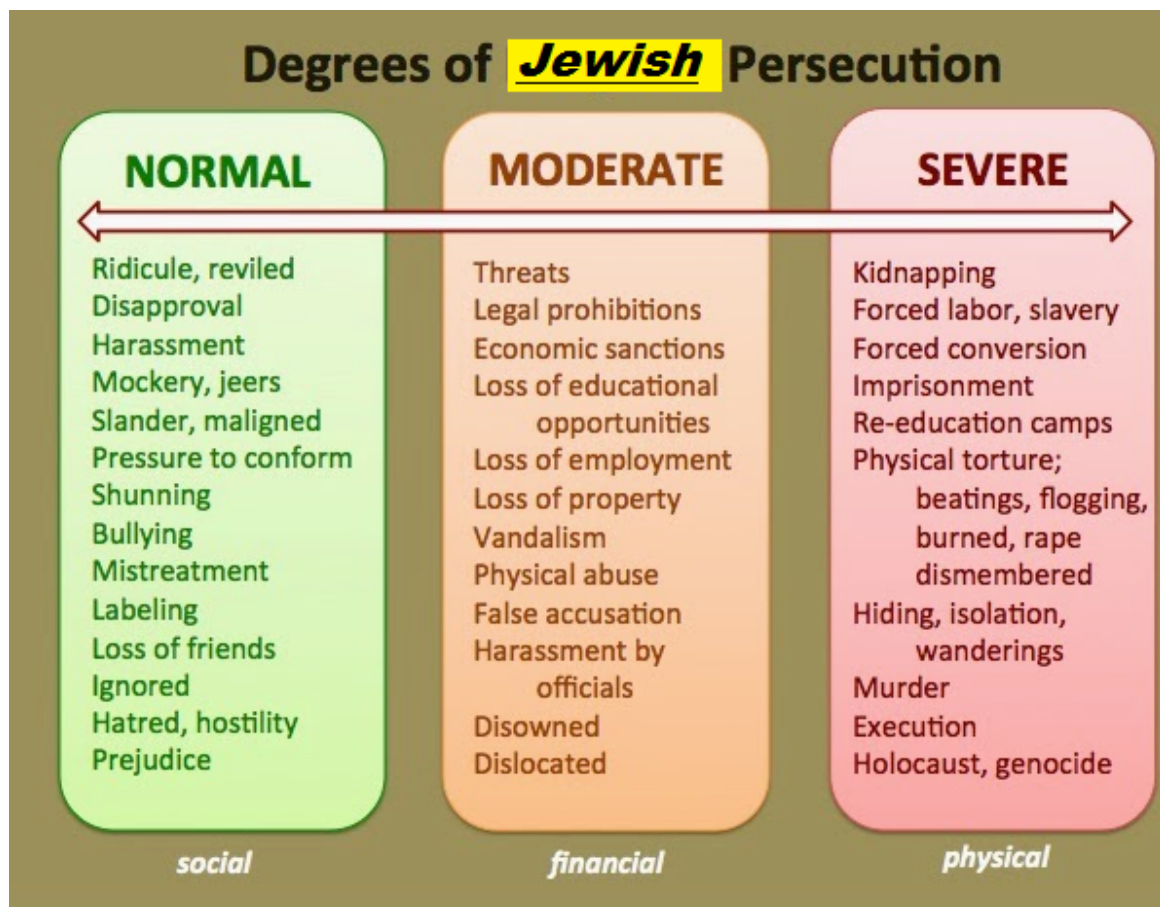 Degrees of Jewish Persecution
NORMAL
Ridicule, reviled
Disapproval
Harassment
Mockery, jeers
Slander, maligned
Pressure to conform
Shunning
Bullying
Mistreatment
Labeling
Loss of friends
Ignored
Hatred, hostility
Prejudice
social
MODERATE
Threats
Legal prohibitions
Economic sanctions
Loss of educational
opportunities
Loss of employment
Loss of property
Vandalism
Physical abuse
False accusation
Harassment by
officials
Disowned
Dislocated
financial
SEVERE
Kidnapping
Forced labor, slavery
Forced conversion
Imprisonment
Re-education camps
Physical torture;
beatings, flogging,
burned, rape
dismembered
Hiding, isolation,
wanderings
Murder
Execution
Holocaust, genocide
physical